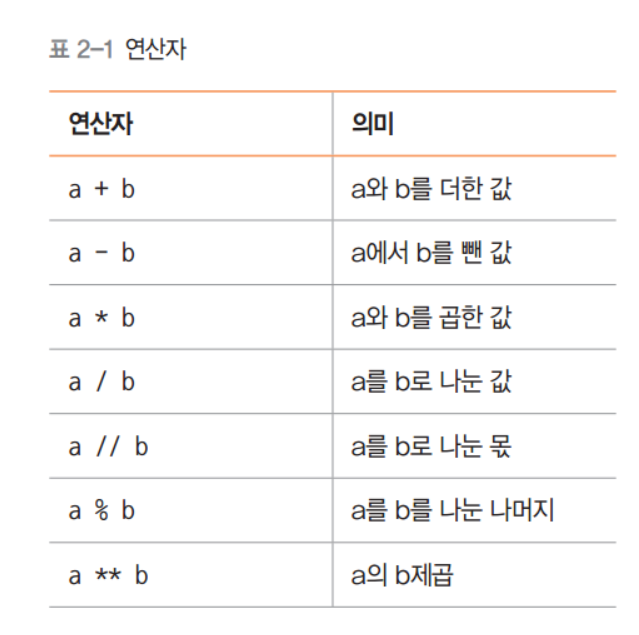 표 2-1 연산자
연산자 의미
a + b a와 b를 더한 값
a - b a에서 b를 뺀 값
a * b a와 b를 곱한 값
a / b a를 b로 나눈 값
a // b a를 b로 나눈 몫
a % b a를 b를 나눈 나머지
a ** b a의 b제곱